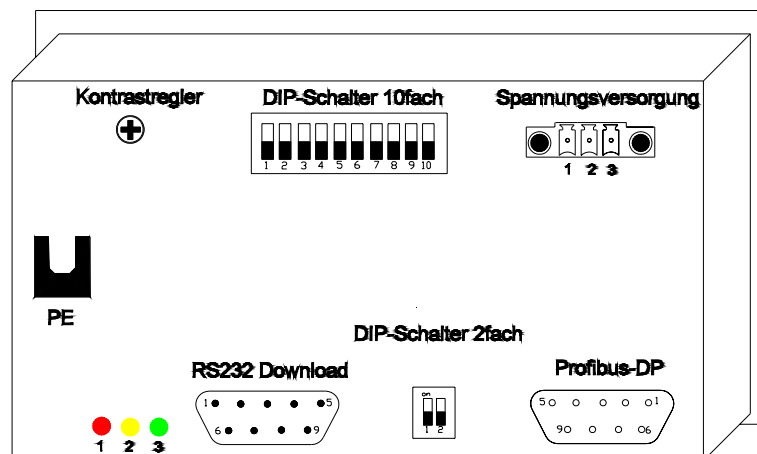 Kontrastregler DIP-Schalter 10fach Spannungsversorgung
1 2 3 4 5 6 7 8 9 10
1 2 3
PE
DIP-Schalter 2fach
RS232 Download
Profibus-DP
on
1 5
6 9
1 2
5 1
9 6
1 2 3